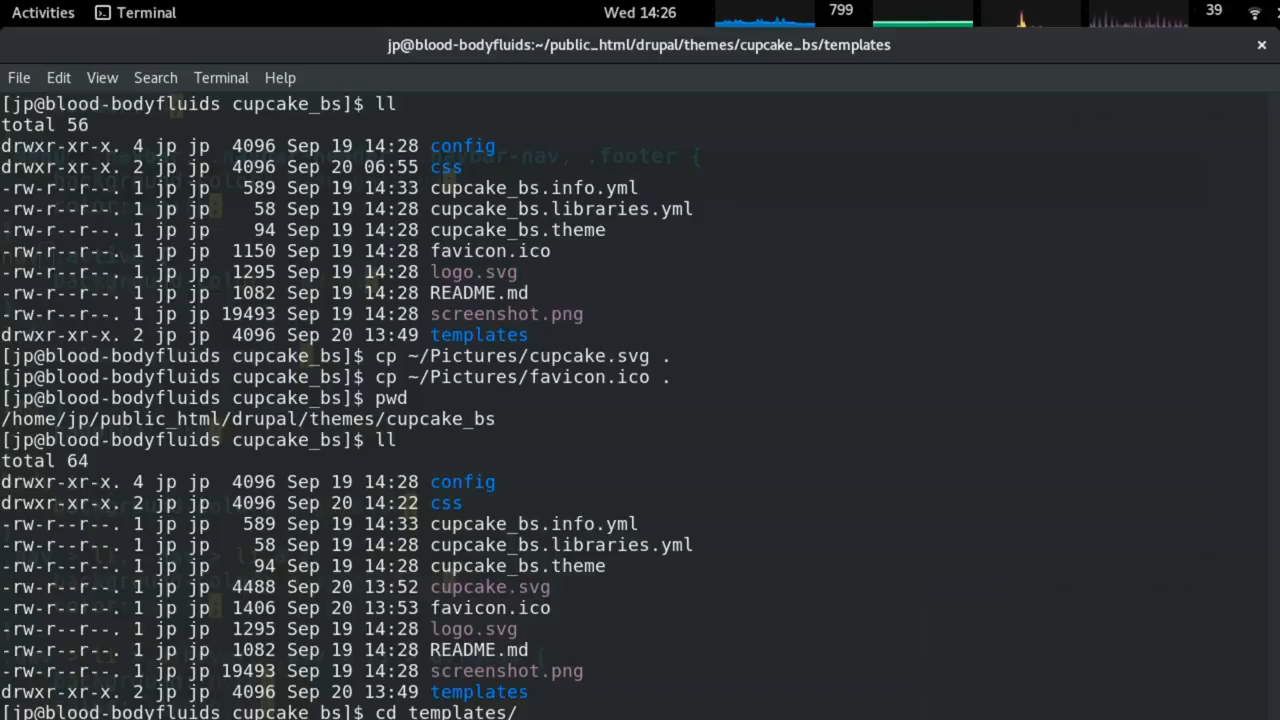 Activities Terminal Wed 14:26 799 39
jp@blood-bodyfluids:~/public_html/drupal/themes/cupcake_bs/templates ×
File Edit View Search Terminal Help
[jp@blood-bodyfluids cupcake_bs]$ ll
total 56
drwxr-xr-x. 4 jp jp  4096 Sep 19 14:28 config
drwxr-xr-x. 2 jp jp  4096 Sep 20 06:55 css
-rw-r--r--. 1 jp jp   589 Sep 19 14:33 cupcake_bs.info.yml
-rw-r--r--. 1 jp jp    58 Sep 19 14:28 cupcake_bs.libraries.yml
-rw-r--r--. 1 jp jp    94 Sep 19 14:28 cupcake_bs.theme
-rw-r--r--. 1 jp jp  1150 Sep 19 14:28 favicon.ico
-rw-r--r--. 1 jp jp  1295 Sep 19 14:28 logo.svg
-rw-r--r--. 1 jp jp  1082 Sep 19 14:28 README.md
-rw-r--r--. 1 jp jp 19493 Sep 19 14:28 screenshot.png
drwxr-xr-x. 2 jp jp  4096 Sep 20 13:49 templates
[jp@blood-bodyfluids cupcake_bs]$ cp ~/Pictures/cupcake.svg .
[jp@blood-bodyfluids cupcake_bs]$ cp ~/Pictures/favicon.ico .
[jp@blood-bodyfluids cupcake_bs]$ pwd
/home/jp/public_html/drupal/themes/cupcake_bs
[jp@blood-bodyfluids cupcake_bs]$ ll
total 64
drwxr-xr-x. 4 jp jp  4096 Sep 19 14:28 config
drwxr-xr-x. 2 jp jp  4096 Sep 20 14:22 css
-rw-r--r--. 1 jp jp   589 Sep 19 14:33 cupcake_bs.info.yml
-rw-r--r--. 1 jp jp    58 Sep 19 14:28 cupcake_bs.libraries.yml
-rw-r--r--. 1 jp jp    94 Sep 19 14:28 cupcake_bs.theme
-rw-r--r--. 1 jp jp  4488 Sep 20 13:52 cupcake.svg
-rw-r--r--. 1 jp jp  1406 Sep 20 13:53 favicon.ico
-rw-r--r--. 1 jp jp  1295 Sep 19 14:28 logo.svg
-rw-r--r--. 1 jp jp  1082 Sep 19 14:28 README.md
-rw-r--r--. 1 jp jp 19493 Sep 19 14:28 screenshot.png
drwxr-xr-x. 2 jp jp  4096 Sep 20 13:49 templates
[jp@blood-bodyfluids cupcake_bs]$ cd templates/